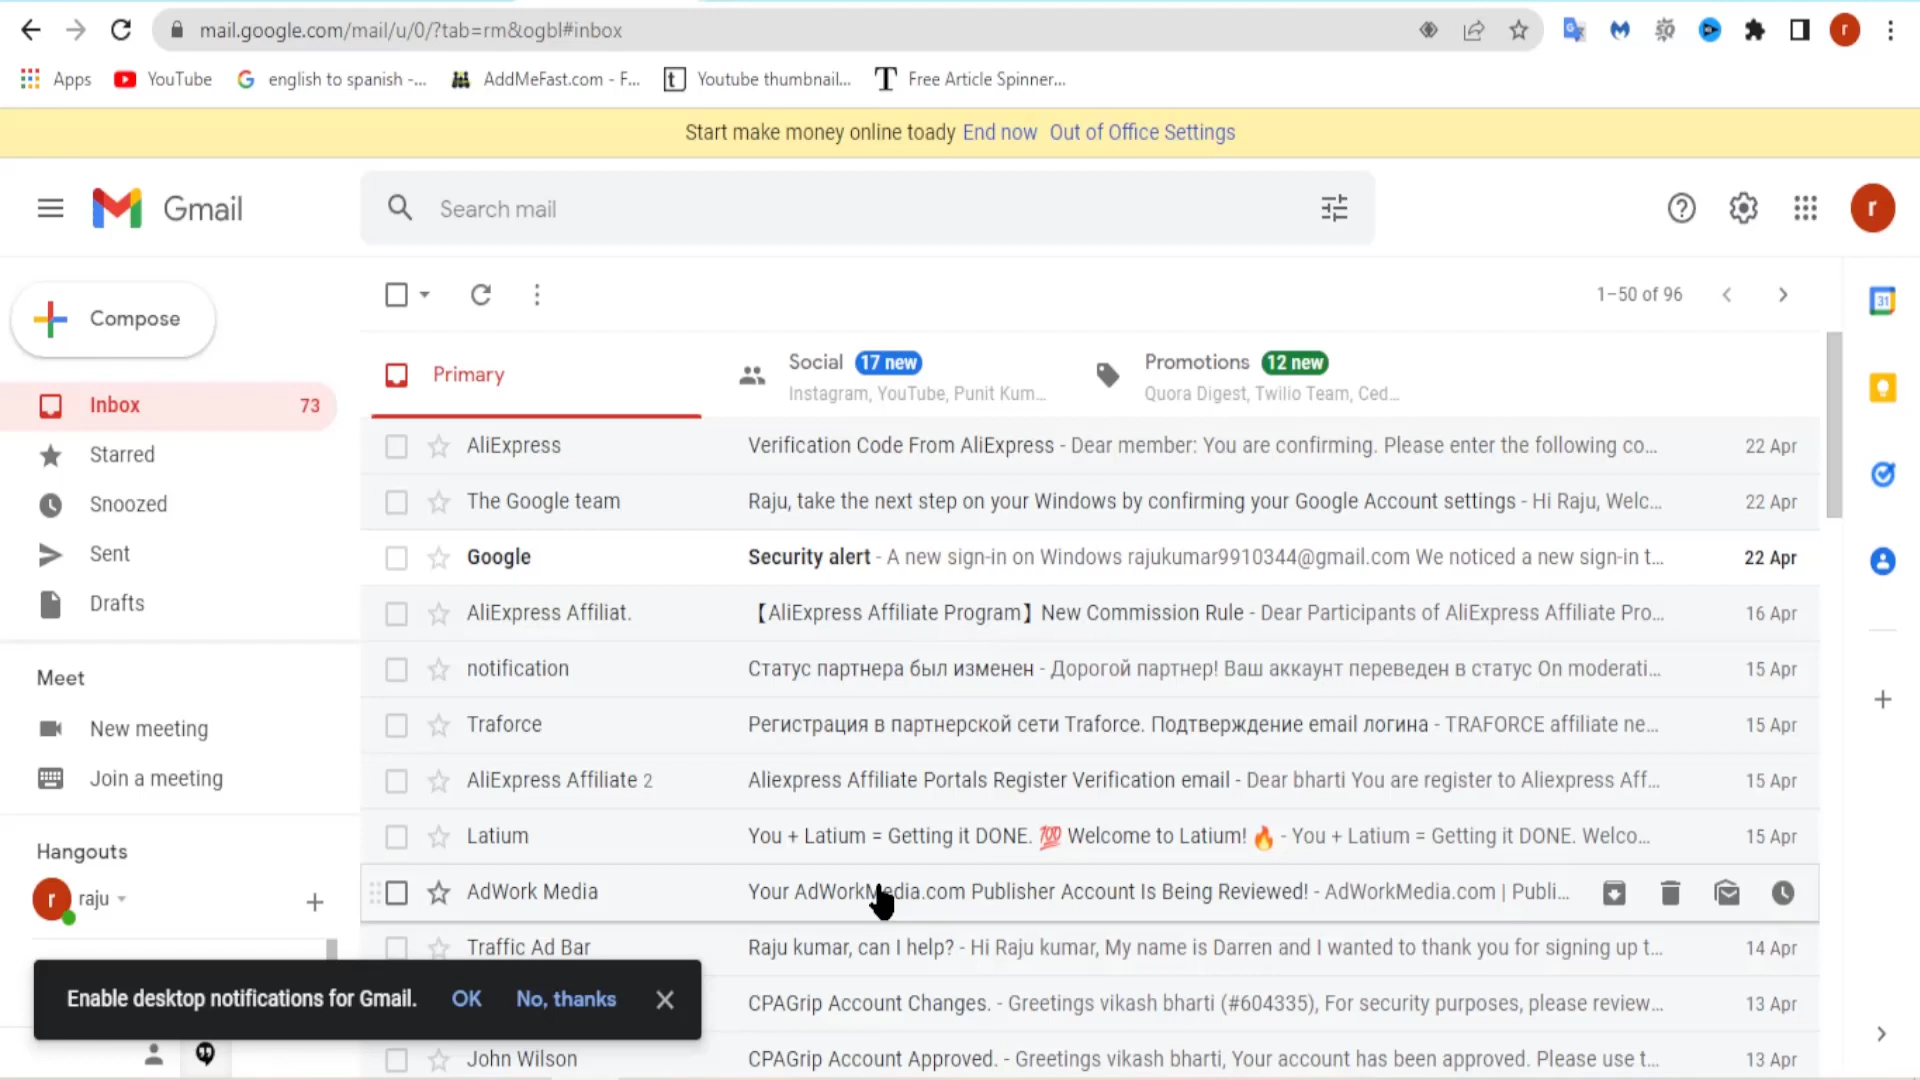 mail.google.com/mail/u/0/?tab=rm&ogbl#inbox
r
Apps YouTube english to spanish -... AddMeFast.com - F... t Youtube thumbnail... T Free Article Spinner...
Start make money online toady End now Out of Office Settings
Gmail Search mail r
Compose 1–50 of 96 31
Primary Social 17 new Promotions 12 new
Instagram, YouTube, Punit Kum... Quora Digest, Twilio Team, Ced...
Inbox 73
Starred
Snoozed
Sent
Drafts
Meet
New meeting
Join a meeting
Hangouts
r raju
AliExpress Verification Code From AliExpress - Dear member: You are confirming. Please enter the following co... 22 Apr
The Google team Raju, take the next step on your Windows by confirming your Google Account settings - Hi Raju, Welc... 22 Apr
Google Security alert - A new sign-in on Windows rajukumar9910344@gmail.com We noticed a new sign-in t... 22 Apr
AliExpress Affiliat. 【AliExpress Affiliate Program】New Commission Rule - Dear Participants of AliExpress Affiliate Pro... 16 Apr
notification Статус партнера был изменен - Дорогой партнер! Ваш аккаунт переведен в статус On moderati... 15 Apr
Traforce Регистрация в партнерской сети Traforce. Подтверждение email логина - TRAFORCE affiliate ne... 15 Apr
AliExpress Affiliate 2 Aliexpress Affiliate Portals Register Verification email - Dear bharti You are register to Aliexpress Aff... 15 Apr
Latium You + Latium = Getting it DONE. 💯 Welcome to Latium! 🔥 - You + Latium = Getting it DONE. Welco... 15 Apr
AdWork Media Your AdWorkMedia.com Publisher Account Is Being Reviewed! - AdWorkMedia.com | Publi...
Traffic Ad Bar Raju kumar, can I help? - Hi Raju kumar, My name is Darren and I wanted to thank you for signing up t... 14 Apr
CPAGrip Account Changes. - Greetings vikash bharti (#604335), For security purposes, please review... 13 Apr
John Wilson CPAGrip Account Approved. - Greetings vikash bharti, Your account has been approved. Please use t... 13 Apr
Enable desktop notifications for Gmail. OK No, thanks